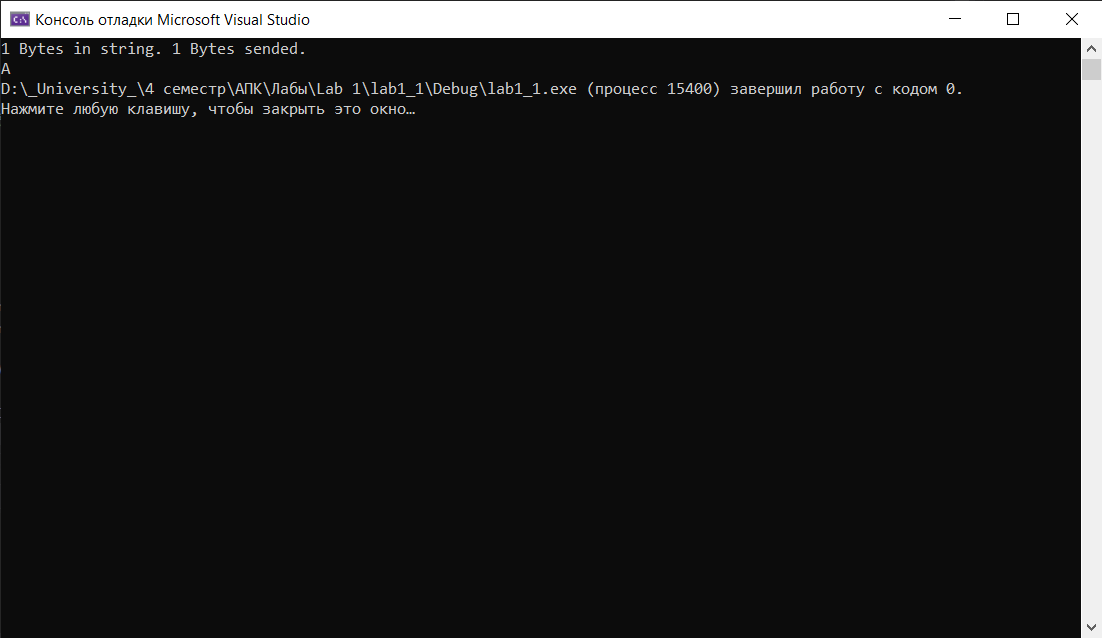 Консоль отладки Microsoft Visual Studio
1 Bytes in string. 1 Bytes sended.
A
D:\_University_\4 семестр\АПК\Лабы\Lab 1\lab1_1\Debug\lab1_1.exe (процесс 15400) завершил работу с кодом 0.
Нажмите любую клавишу, чтобы закрыть это окно…